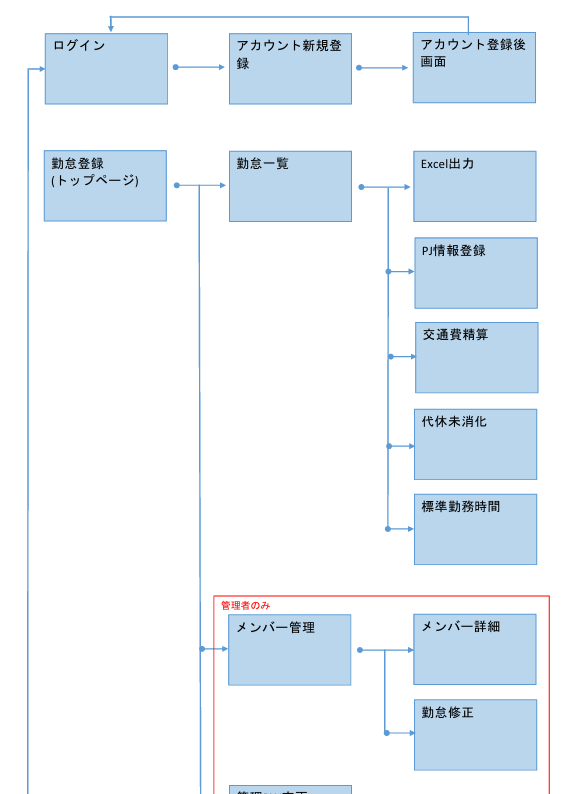 ログイン
アカウント新規登
録
アカウント登録後
画面
勤怠登録
(トップページ)
勤怠一覧
Excel出力
PJ情報登録
交通費精算
代休未消化
標準勤務時間
管理者のみ
メンバー管理
メンバー詳細
勤怠修正